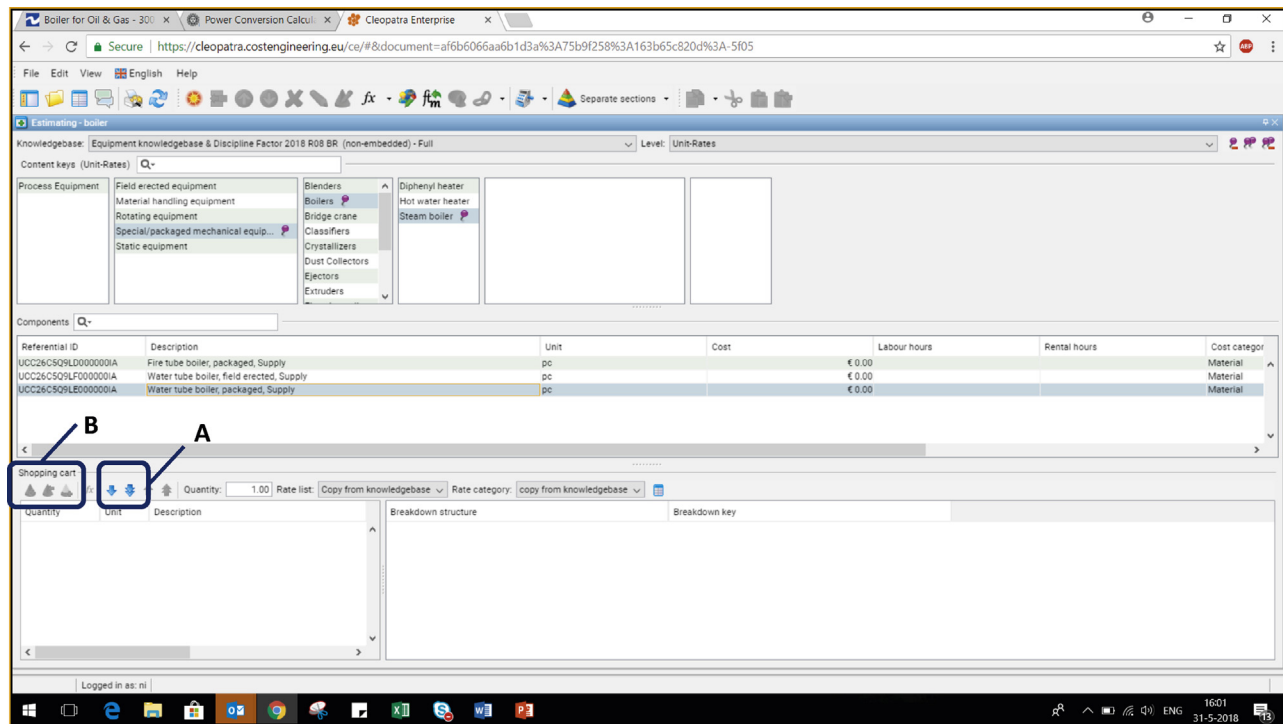 Boiler for Oil & Gas - 300
Power Conversion Calcul
Cleopatra Enterprise
Secure | https://cleopatra.costengineering.eu/ce/#&document=af6b6066aa6b1d3a%3A75b9f258%3A163b65c820d%3A-5f05
ABP
File Edit View English Help
fx
Separate sections
Estimating - boiler
Knowledgebase: Equipment knowledgebase & Discipline Factor 2018 R08 BR (non-embedded) - Full Level: Unit-Rates
Content keys (Unit-Rates)
Process Equipment Field erected equipment Blenders Diphenyl heater
Material handling equipment Boilers Hot water heater
Rotating equipment Bridge crane Steam boiler
Special/packaged mechanical equip... Classifiers
Static equipment Crystallizers
Dust Collectors
Ejectors
Extruders
Components
Referential ID Description Unit Cost Labour hours Rental hours Cost categor
UCC26C5Q9LD000000IA Fire tube boiler, packaged, Supply pc € 0.00 Material
UCC26C5Q9LF000000IA Water tube boiler, field erected, Supply pc € 0.00 Material
UCC26C5Q9LE000000IA Water tube boiler, packaged, Supply pc € 0.00 Material
B
A
Shopping cart
fx Quantity: 1.00 Rate list: Copy from knowledgebase Rate category: copy from knowledgebase
Quantity Unit Description Breakdown structure Breakdown key
Logged in as: ni
ENG 16:01
31-5-2018